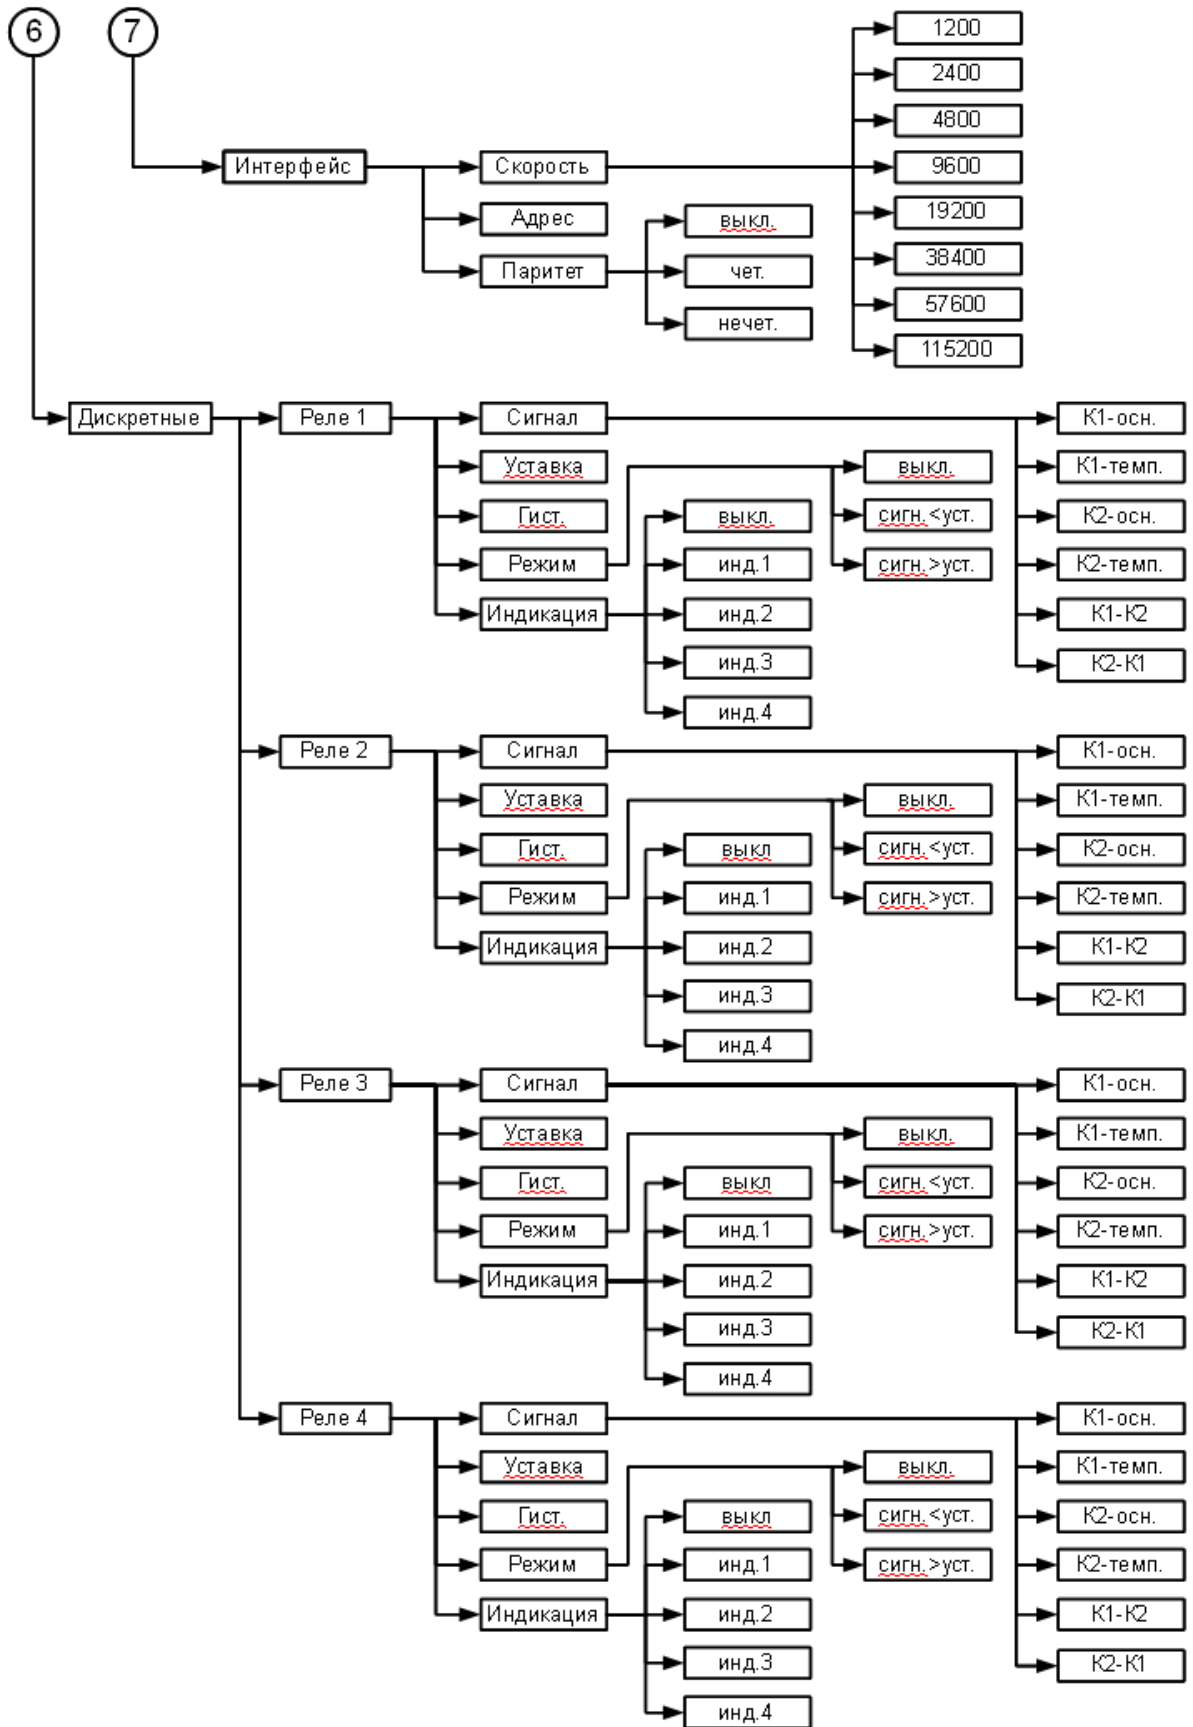 6
7
1200
2400
4800
Интерфейс
Скорость
9600
Адрес
выкл.
19200
Паритет
чет.
38400
нечет.
57600
115200
Дискретные
Реле 1
Сигнал
К1-осн.
Уставка
выкл.
К1-темп.
Гист.
выкл.
сигн.<уст.
К2-осн.
Режим
инд.1
сигн.>уст.
К2-темп.
Индикация
инд.2
К1-К2
инд.3
К2-К1
инд.4
Реле 2
Сигнал
К1-осн.
Уставка
выкл.
К1-темп.
Гист.
выкл
сигн.<уст.
К2-осн.
Режим
инд.1
сигн.>уст.
К2-темп.
Индикация
инд.2
К1-К2
инд.3
К2-К1
инд.4
Реле 3
Сигнал
К1-осн.
Уставка
выкл.
К1-темп.
Гист.
выкл
сигн.<уст.
К2-осн.
Режим
инд.1
сигн.>уст.
К2-темп.
Индикация
инд.2
К1-К2
инд.3
К2-К1
инд.4
Реле 4
Сигнал
К1-осн.
Уставка
выкл.
К1-темп.
Гист.
выкл
сигн.<уст.
К2-осн.
Режим
инд.1
сигн.>уст.
К2-темп.
Индикация
инд.2
К1-К2
инд.3
К2-К1
инд.4